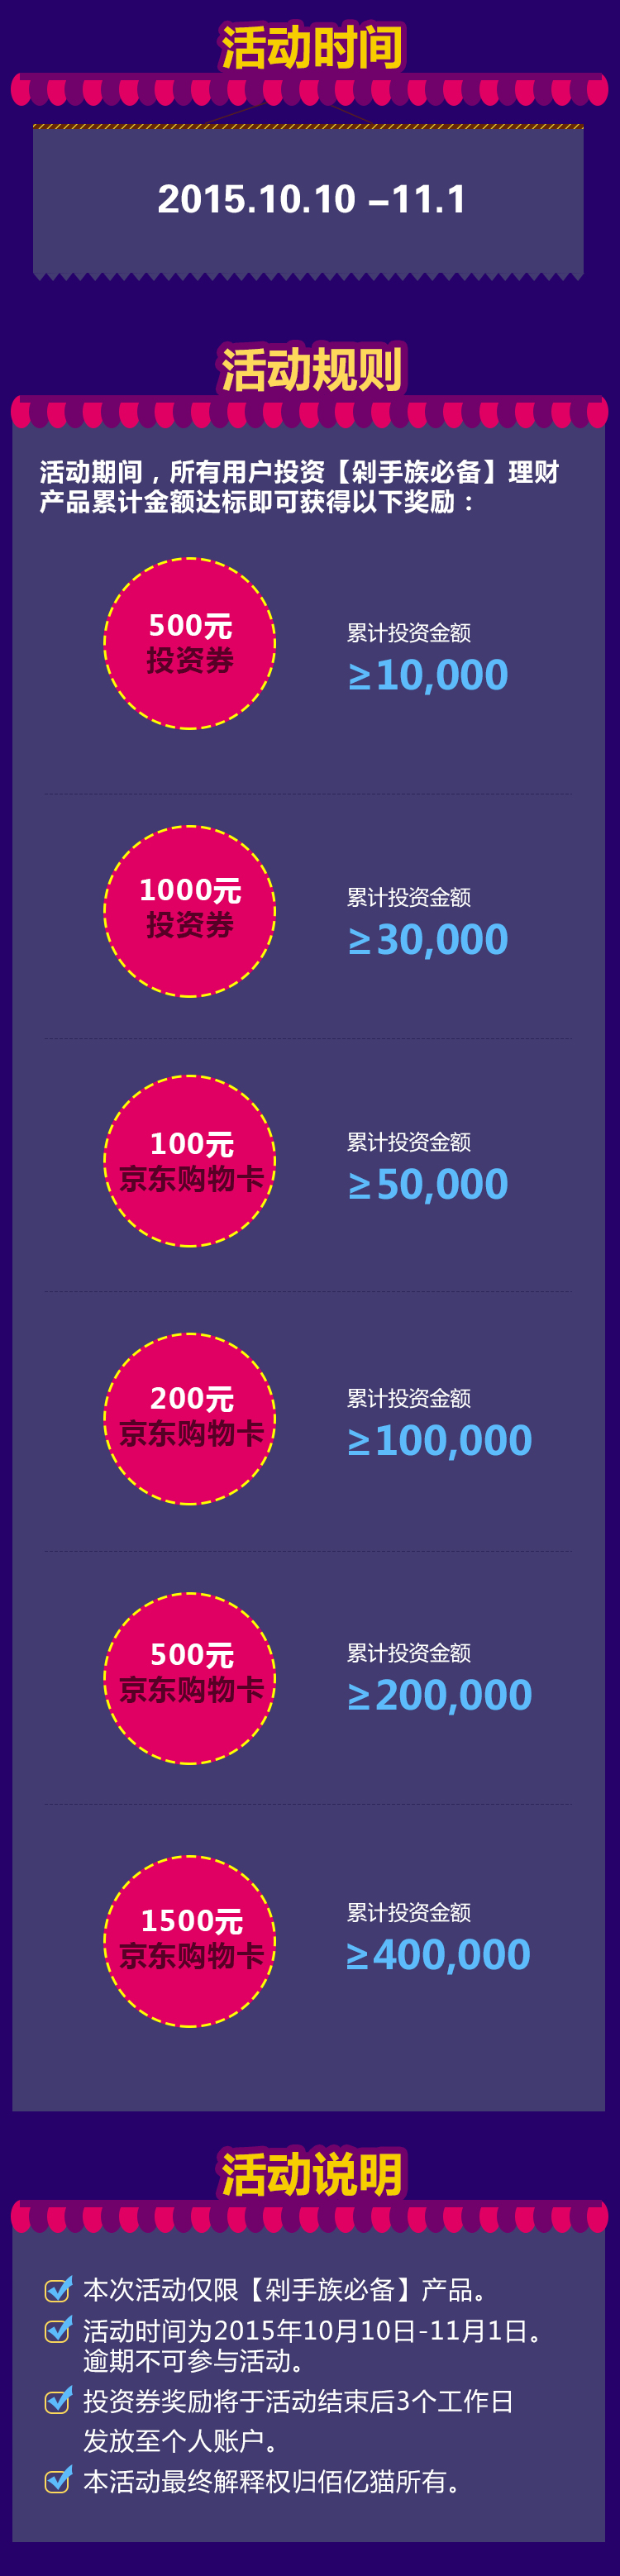 活动时间
2015.10.10 –11.1
活动规则
活动期间，所有用户投资【剁手族必备】理财
产品累计金额达标即可获得以下奖励：
500元
投资券
累计投资金额
≥10,000
1000元
投资券
累计投资金额
≥30,000
100元
京东购物卡
累计投资金额
≥50,000
200元
京东购物卡
累计投资金额
≥100,000
500元
京东购物卡
累计投资金额
≥200,000
1500元
京东购物卡
累计投资金额
≥400,000
活动说明
本次活动仅限【剁手族必备】产品。
活动时间为2015年10月10日-11月1日。
逾期不可参与活动。
投资券奖励将于活动结束后3个工作日
发放至个人账户。
本活动最终解释权归佰亿猫所有。